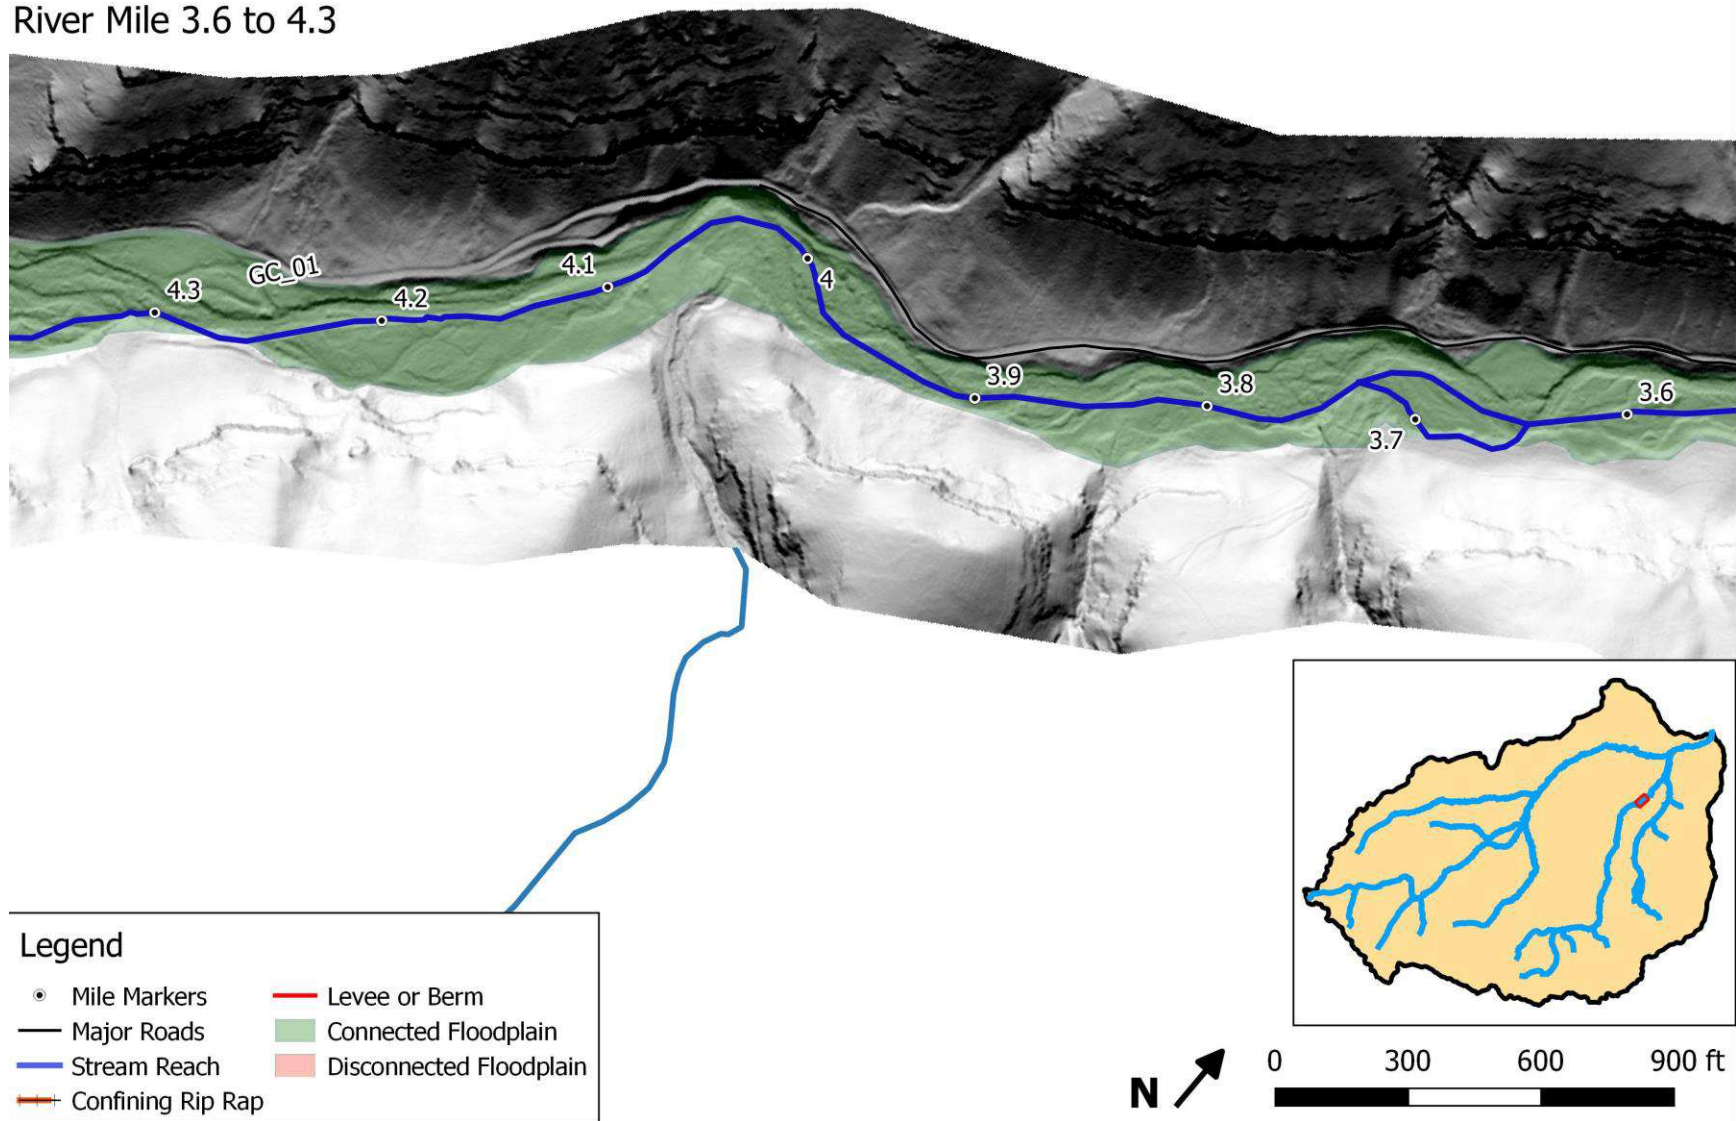 River Mile 3.6 to 4.3
GC_01
4.3
4.2
4.1
4
3.9
3.8
3.7
3.6
Legend
Mile Markers
Major Roads
Stream Reach
Confining Rip Rap
Levee or Berm
Connected Floodplain
Disconnected Floodplain
N
0 300 600 900 ft